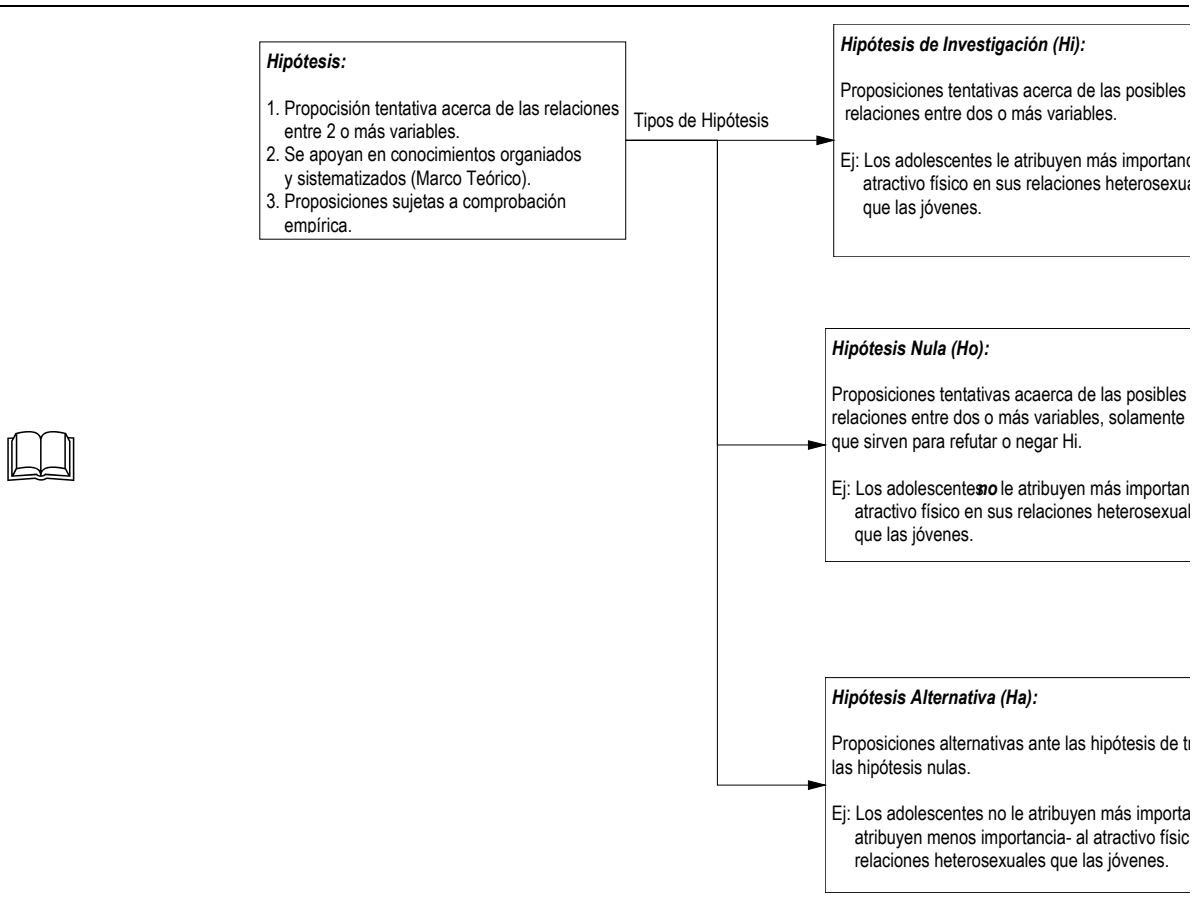 Hipótesis:
1. Propocisión tentativa acerca de las relaciones
entre 2 o más variables.
2. Se apoyan en conocimientos organiados
y sistematizados (Marco Teórico).
3. Proposiciones sujetas a comprobación
empírica.
Tipos de Hipótesis
Hipótesis de Investigación (Hi):
Proposiciones tentativas acerca de las posibles
relaciones entre dos o más variables.
Ej: Los adolescentes le atribuyen más
atractivo físico en sus relaciones
que las jóvenes.
Hipótesis Nula (Ho):
Proposiciones tentativas acaerca de las posibles
relaciones entre dos o más variables, solamente
que sirven para refutar o negar Hi.
Ej: Los adolescentes no le atribuyen más
atractivo físico en sus relaciones
que las jóvenes.
Hipótesis Alternativa (Ha):
Proposiciones alternativas ante las hipótesis de
las hipótesis nulas.
Ej: Los adolescentes no le atribuyen más
atribuyen menos importancia- al atractivo
relaciones heterosexuales que las jóvenes.